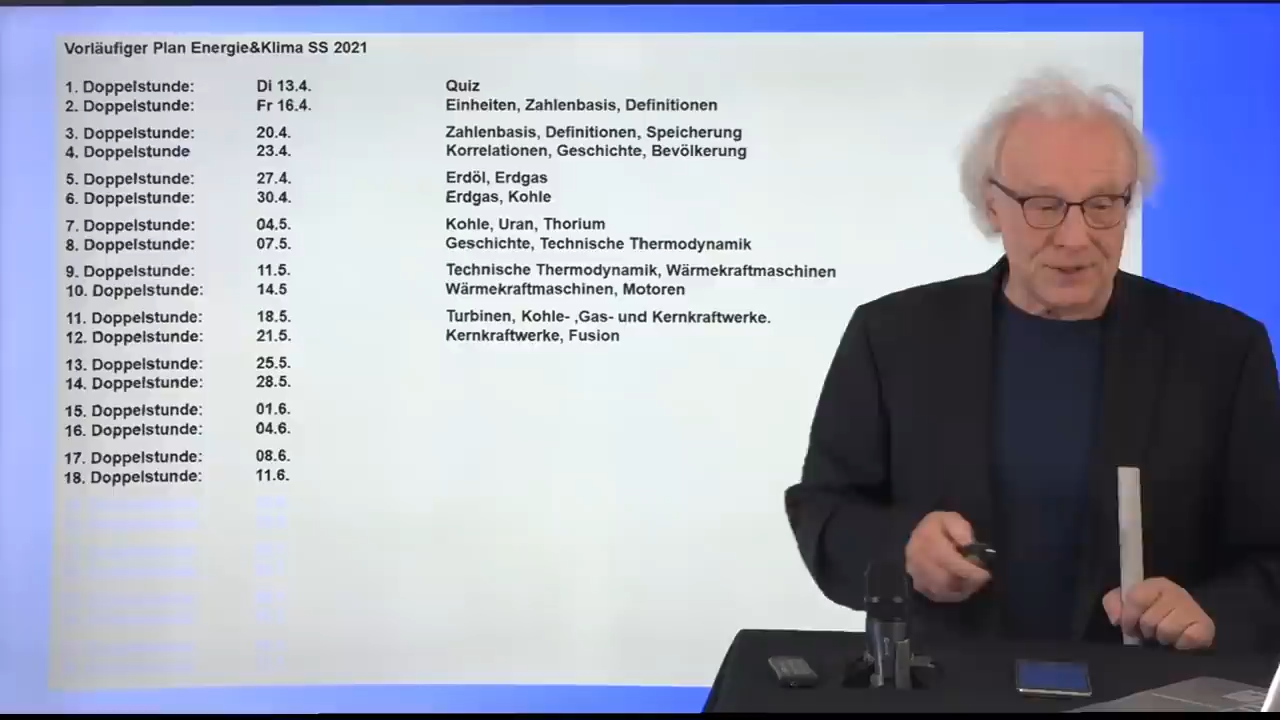 Vorläufiger Plan Energie&Klima SS 2021
1. Doppelstunde: Di 13.4. Quiz
2. Doppelstunde: Fr 16.4. Einheiten, Zahlenbasis, Definitionen
3. Doppelstunde: 20.4. Zahlenbasis, Definitionen, Speicherung
4. Doppelstunde 23.4. Korrelationen, Geschichte, Bevölkerung
5. Doppelstunde: 27.4. Erdöl, Erdgas
6. Doppelstunde: 30.4. Erdgas, Kohle
7. Doppelstunde: 04.5. Kohle, Uran, Thorium
8. Doppelstunde: 07.5. Geschichte, Technische Thermodynamik
9. Doppelstunde: 11.5. Technische Thermodynamik, Wärmekraftmaschinen
10. Doppelstunde: 14.5 Wärmekraftmaschinen, Motoren
11. Doppelstunde: 18.5. Turbinen, Kohle- ,Gas- und Kernkraftwerke.
12. Doppelstunde: 21.5. Kernkraftwerke, Fusion
13. Doppelstunde: 25.5.
14. Doppelstunde: 28.5.
15. Doppelstunde: 01.6.
16. Doppelstunde: 04.6.
17. Doppelstunde: 08.6.
18. Doppelstunde: 11.6.